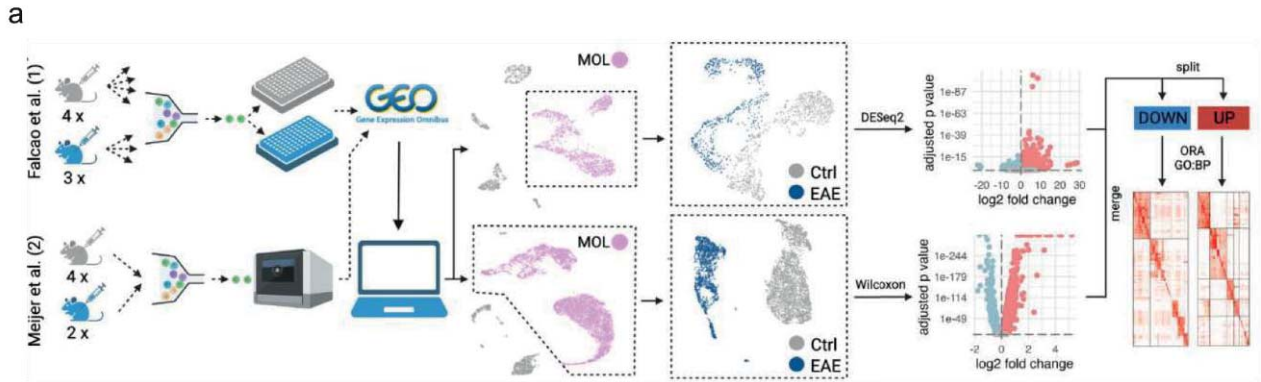 a
Falcao et al. (1)
4 x
3 x
GEO
Gene Expression Omnibus
MOL
Ctrl
EAE
DESeq2
adjusted p value
1e-87
1e-63
1e-39
1e-15
-20 -10 0 10 20 30
log2 fold change
split
DOWN UP
ORA
GO:BP
merge
Meijer et al. (2)
4 x
2 x
MOL
Ctrl
EAE
Wilcoxon
adjusted p value
1e-244
1e-179
1e-114
1e-49
-2 0 2 4
log2 fold change